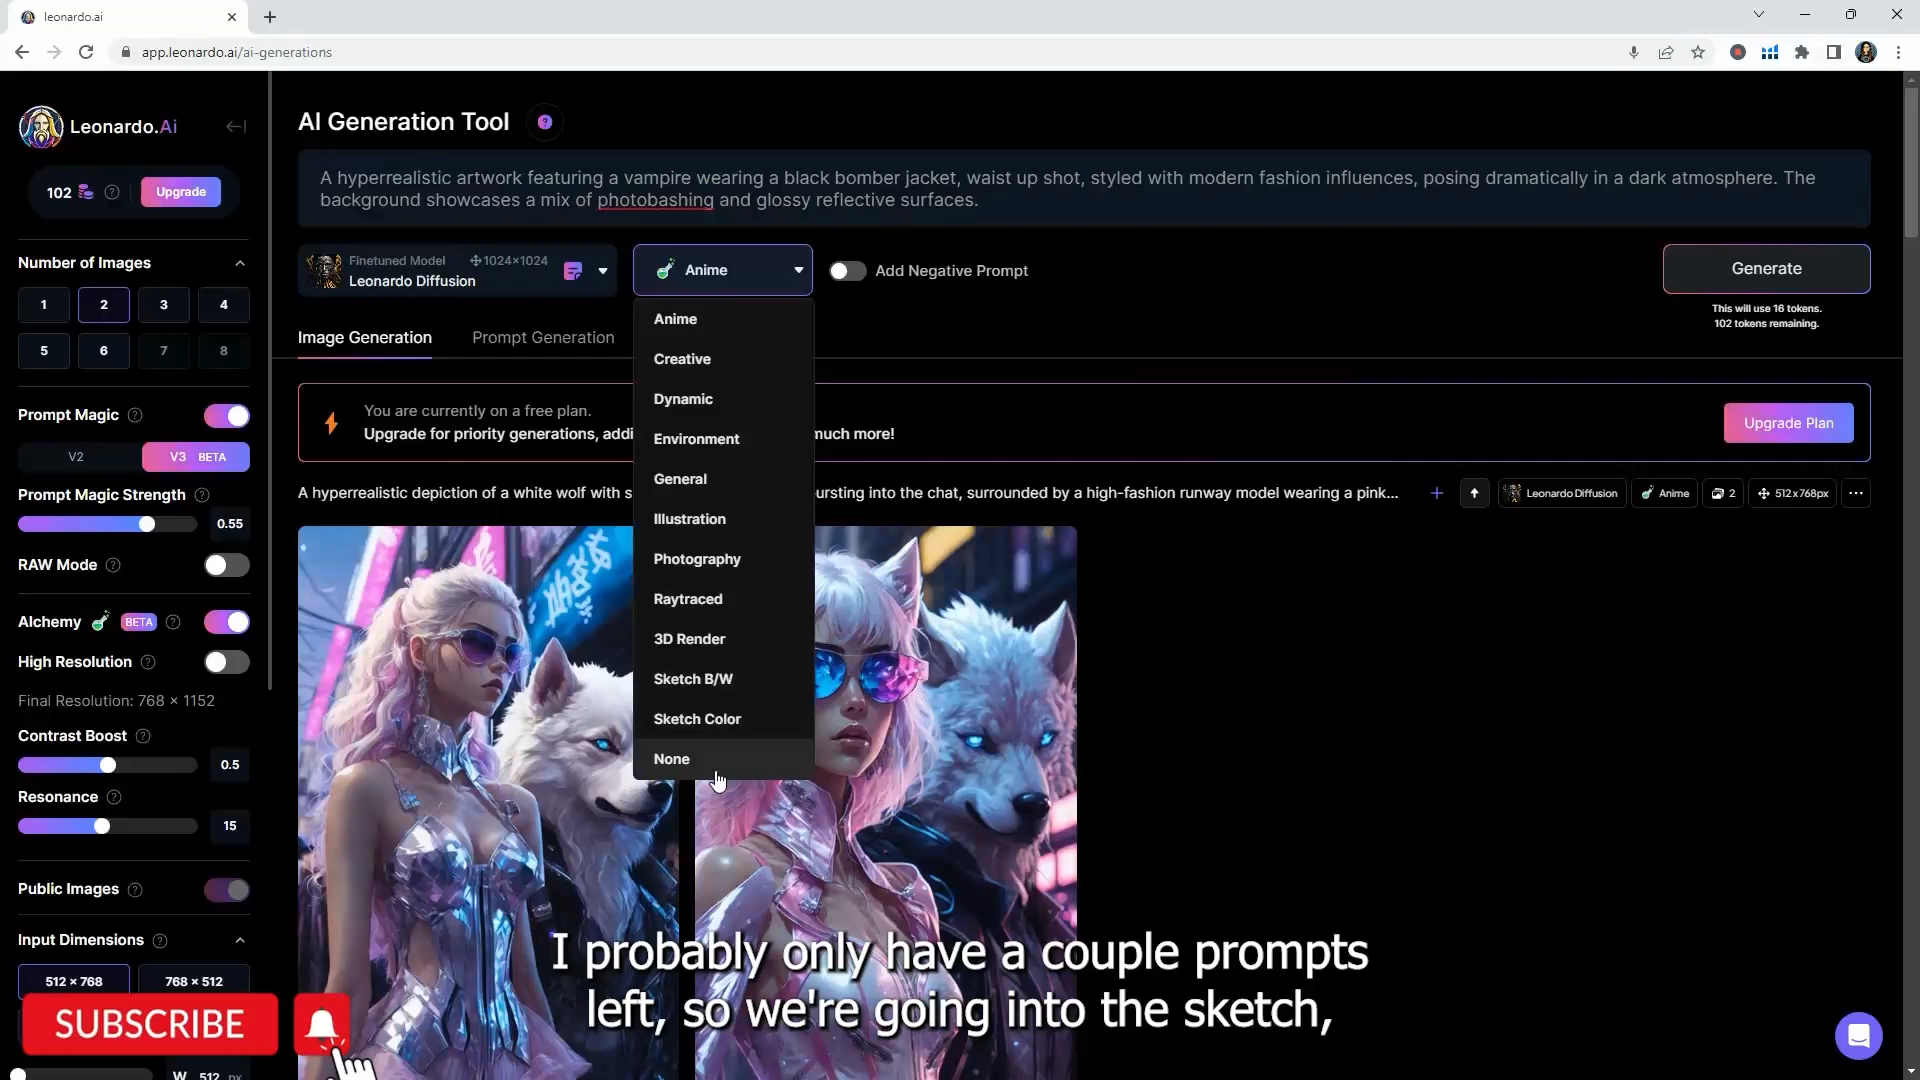 leonardo.ai
app.leonardo.ai/ai-generations
Leonardo.Ai
102
Upgrade
Number of Images
1 2 3 4
5 6 7 8
Prompt Magic
V2 V3 BETA
Prompt Magic Strength
0.55
RAW Mode
Alchemy BETA
High Resolution
Final Resolution: 768 × 1152
Contrast Boost
0.5
Resonance
15
Public Images
Input Dimensions
512 × 768 768 × 512
W 512 px
AI Generation Tool
A hyperrealistic artwork featuring a vampire wearing a black bomber jacket, waist up shot, styled with modern fashion influences, posing dramatically in a dark atmosphere. The
background showcases a mix of photobashing and glossy reflective surfaces.
Finetuned Model 1024×1024
Leonardo Diffusion
Anime
Add Negative Prompt
Generate
This will use 16 tokens.
102 tokens remaining.
Image Generation Prompt Generation
Anime
Creative
Dynamic
Environment
General
Illustration
Photography
Raytraced
3D Render
Sketch B/W
Sketch Color
None
You are currently on a free plan.
Upgrade for priority generations, addi much more!
Upgrade Plan
A hyperrealistic depiction of a white wolf with s ursting into the chat, surrounded by a high-fashion runway model wearing a pink...
Leonardo Diffusion Anime 2 512x768px
I probably only have a couple prompts
left, so we're going into the sketch,
SUBSCRIBE